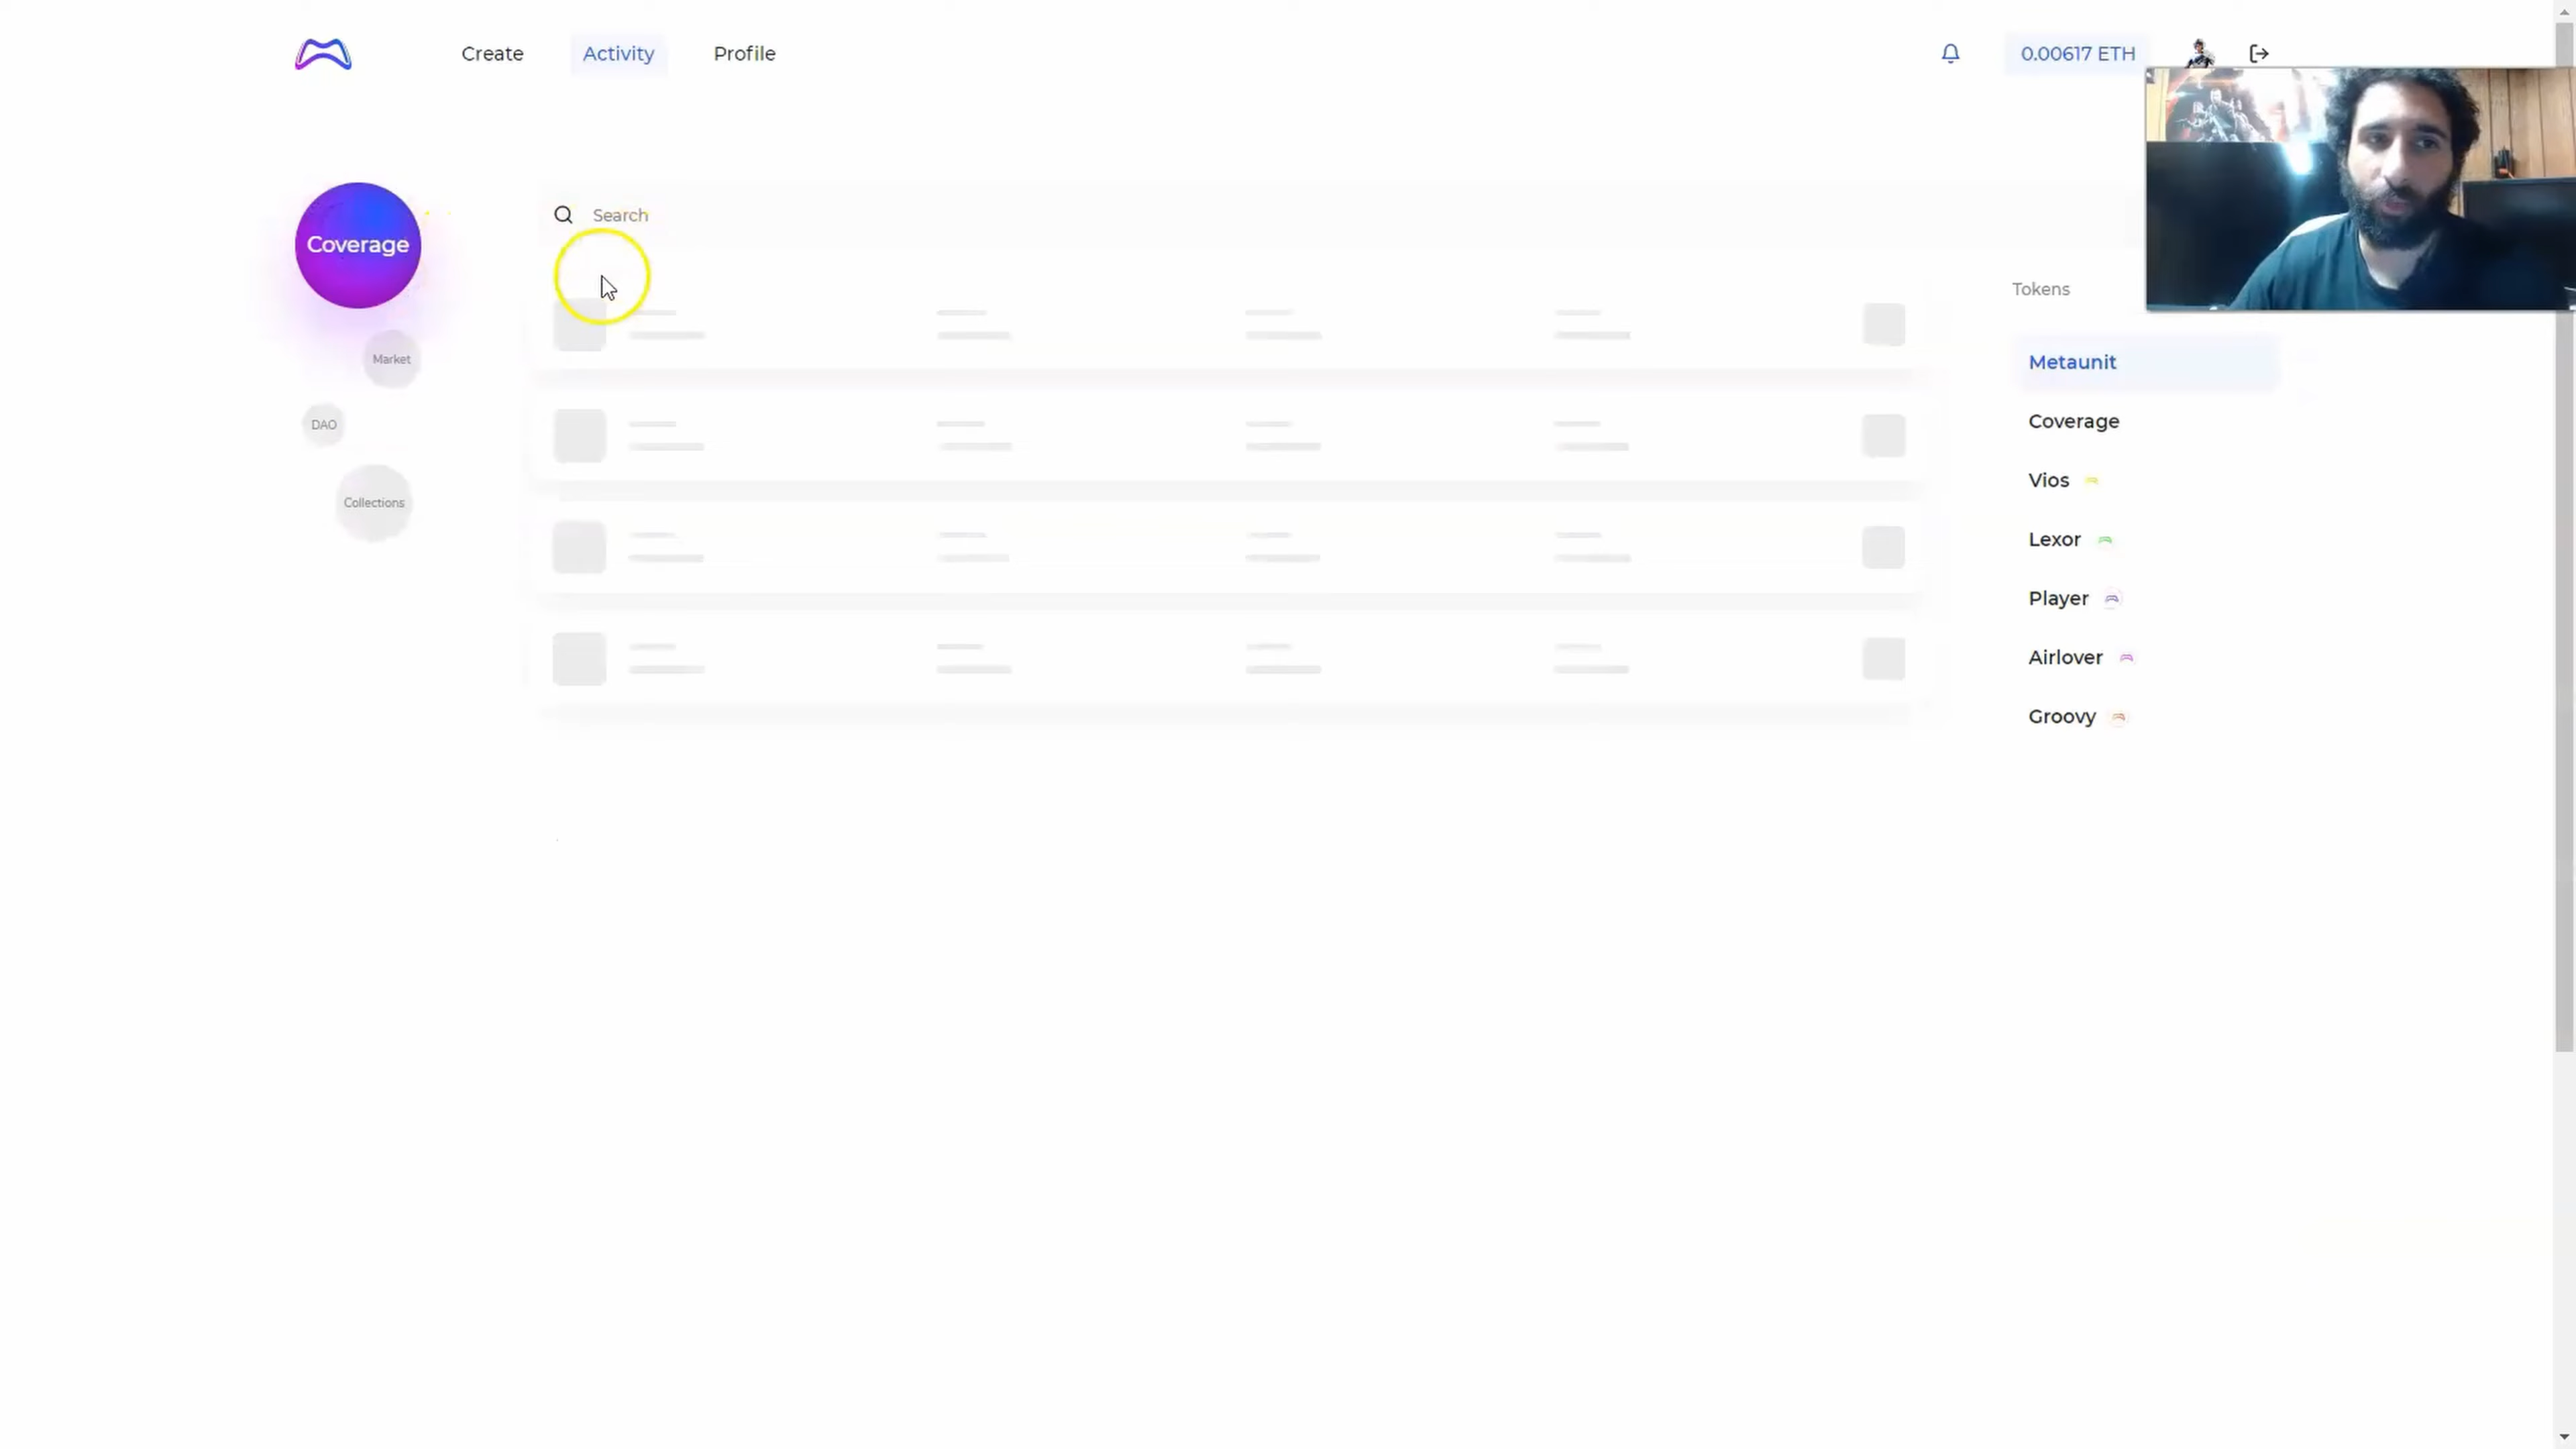 Create
Activity
Profile
0.00617 ETH
Coverage
Market
DAO
Collections
Search
Tokens
Metaunit
Coverage
Vios
Lexor
Player
Airlover
Groovy